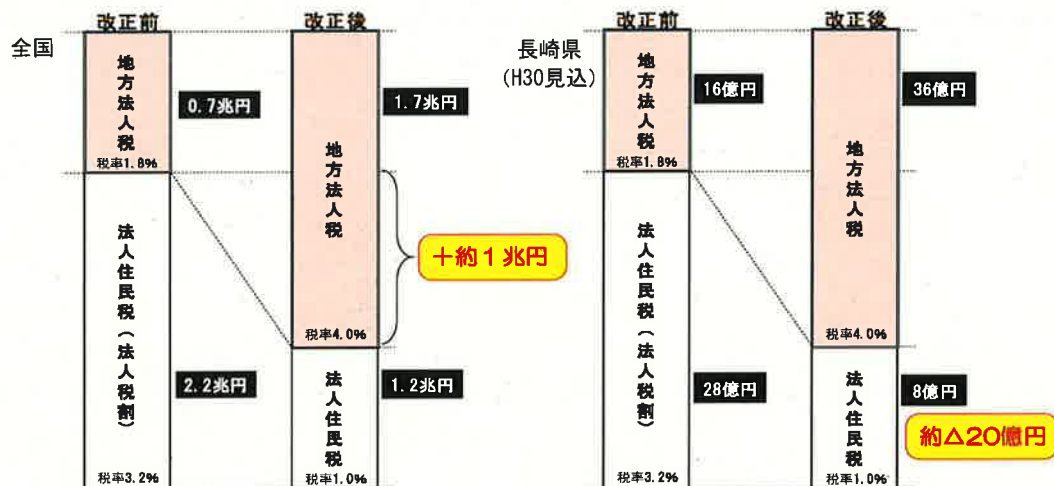 全国
改正前
改正後
地方法人税
税率1.8%
0.7兆円
法人住民税(法人税割)
税率3.2%
2.2兆円
地方法人税
税率4.0%
1.7兆円
+約1兆円
法人住民税
税率1.0%
1.2兆円
長崎県
(H30見込)
改正前
改正後
地方法人税
税率1.8%
16億円
法人住民税(法人税割)
税率3.2%
28億円
地方法人税
税率4.0%
36億円
法人住民税
税率1.0%
8億円
約△20億円